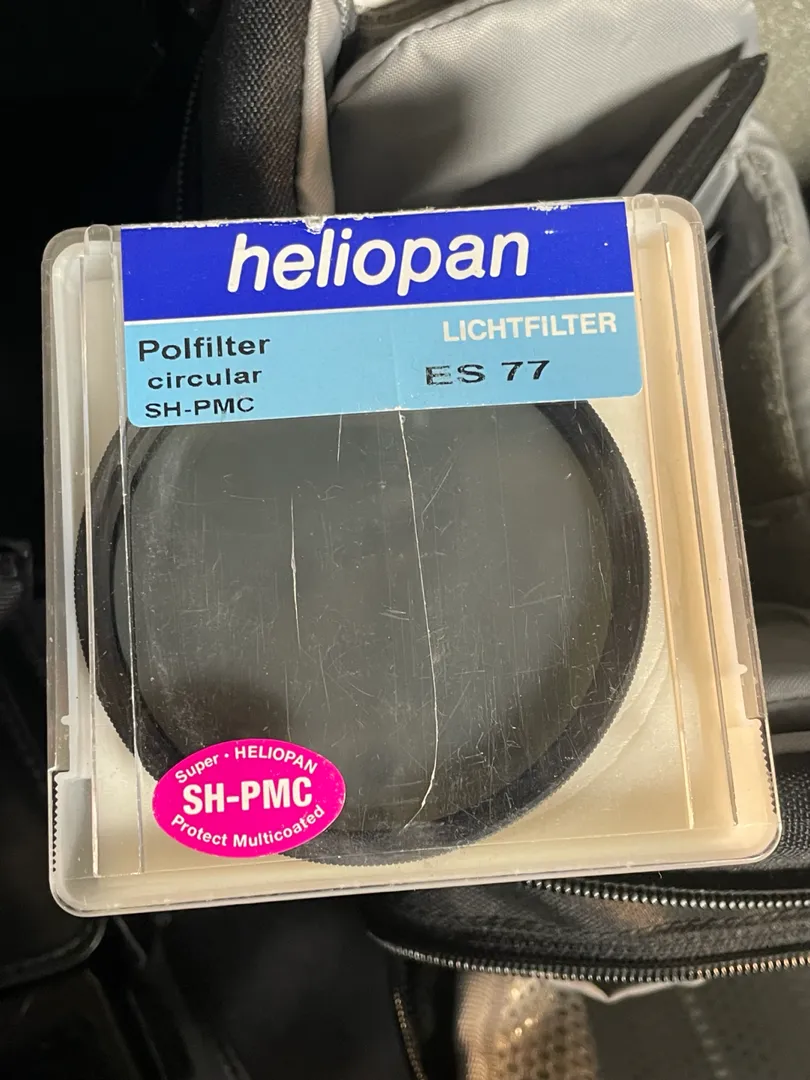 heliopan
LICHTFILTER
Polfilter
circular
ES 77
SH-PMC
Super · HELIOPAN
SH-PMC
Protect Multicoated